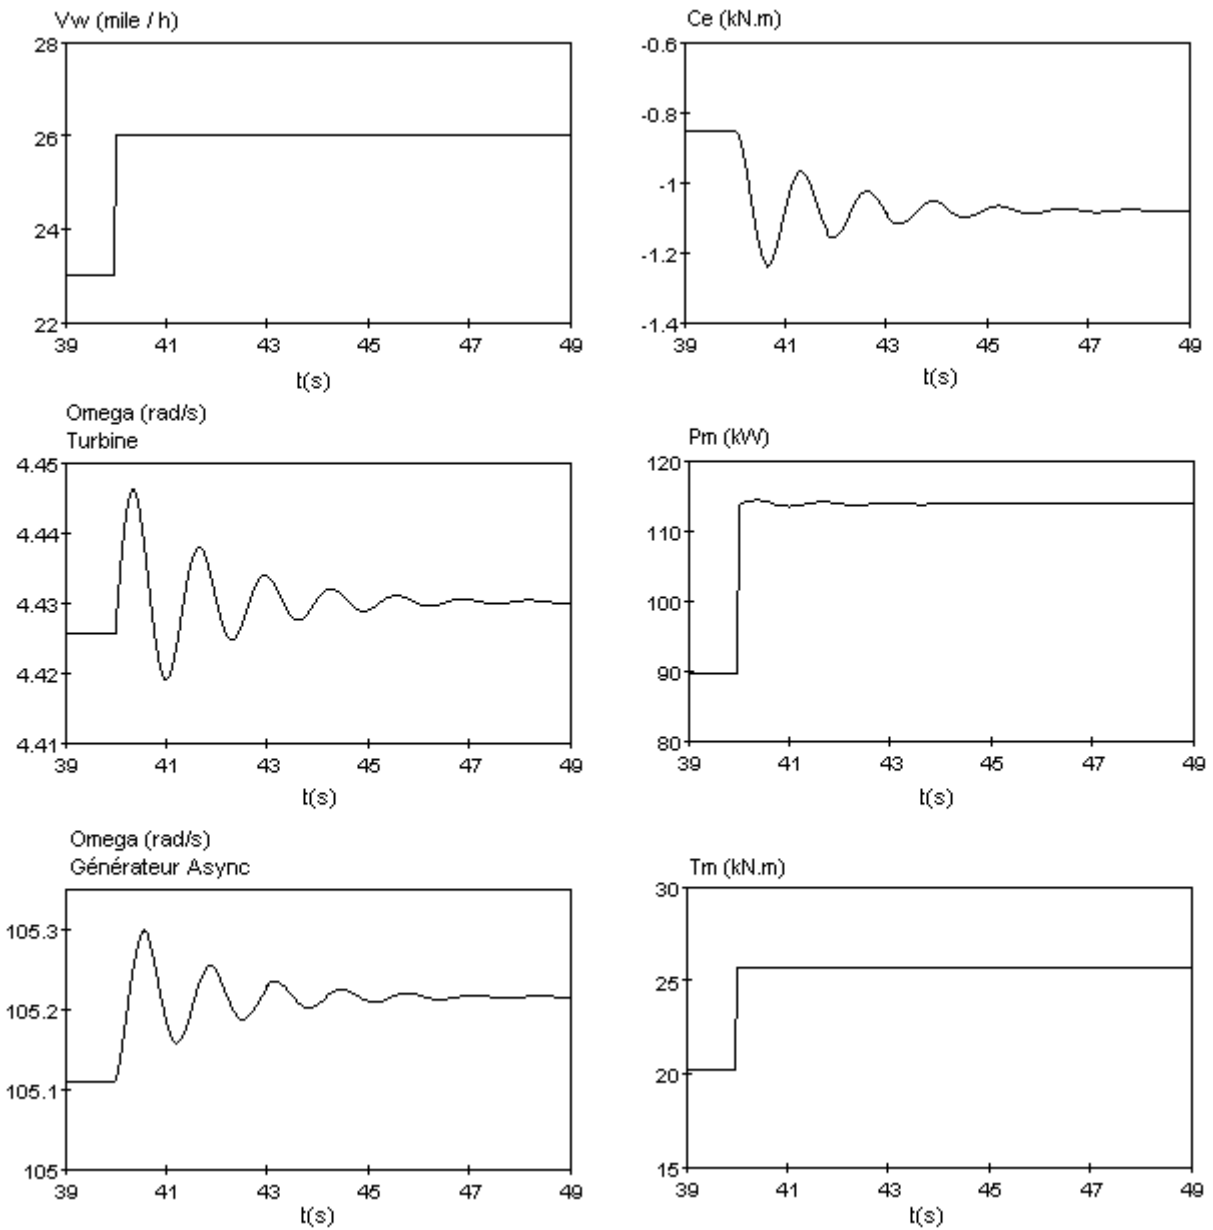 Vw (mile / h)
28
26
24
22
39 41 43 45 47 49
t(s)
Ce (kN.m)
-0.6
-0.8
-1
-1.2
-1.4
39 41 43 45 47 49
t(s)
Omega (rad/s)
Turbine
4.45
4.44
4.43
4.42
4.41
39 41 43 45 47 49
t(s)
Pm (kW)
120
110
100
90
80
39 41 43 45 47 49
t(s)
Omega (rad/s)
Générateur Async
105.3
105.2
105.1
105
39 41 43 45 47 49
t(s)
Tm (kN.m)
30
25
20
15
39 41 43 45 47 49
t(s)